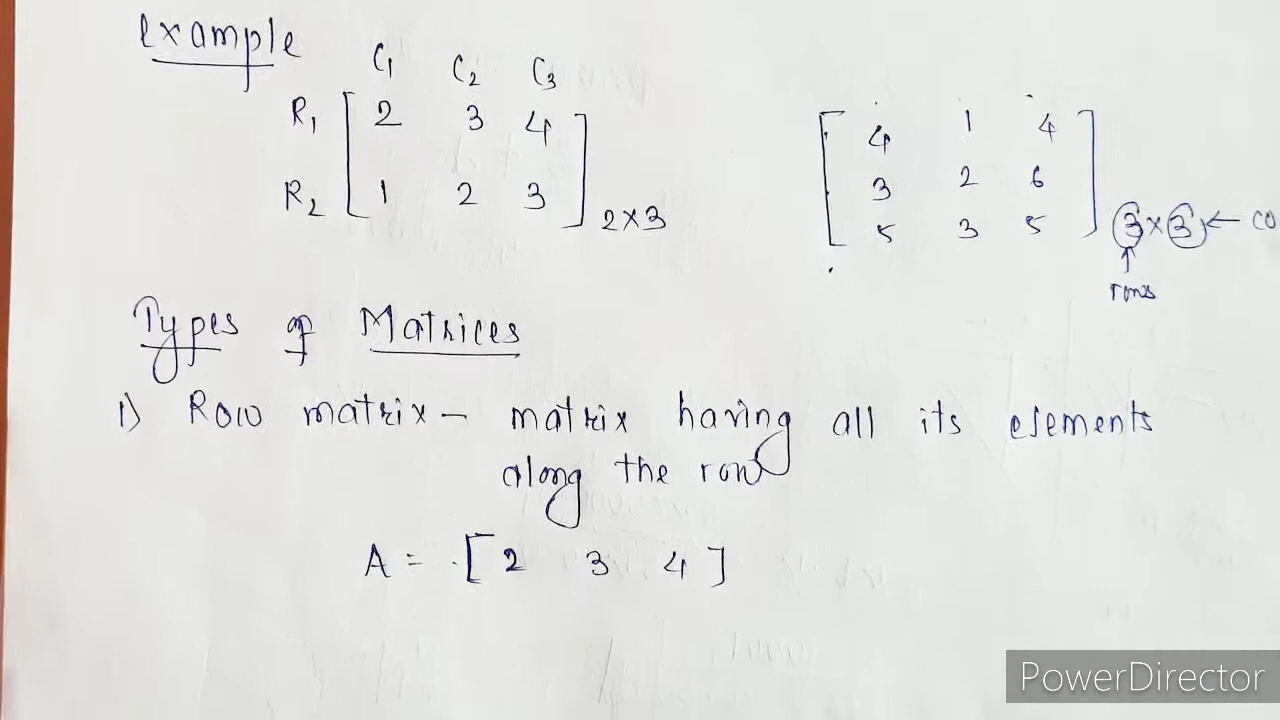 example
C1 C2 C3
R1 [ 2 3 4 ]
R2 [ 1 2 3 ] 2×3
[ 4 1 4 ]
[ 3 2 6 ]
[ 5 3 5 ] 3×3 ← CO
↑
rows
Types of Matrices
1) Row matrix – matrix having all its elements
along the row
A = [ 2 3 4 ]
PowerDirector